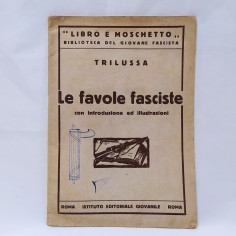 "LIBRO E MOSCHETTO"
BIBLIOTECA DEL GIOVANE FASCISTA
TRILUSSA
Le favole fasciste
con introduzione ed illustrazioni
ROMA ISTITUTO EDITORIALE GIOVANILE ROMA